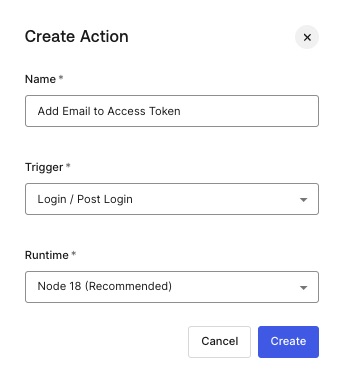 Create Action
Name *
Add Email to Access Token
Trigger *
Login / Post Login
Runtime *
Node 18 (Recommended)
Cancel
Create